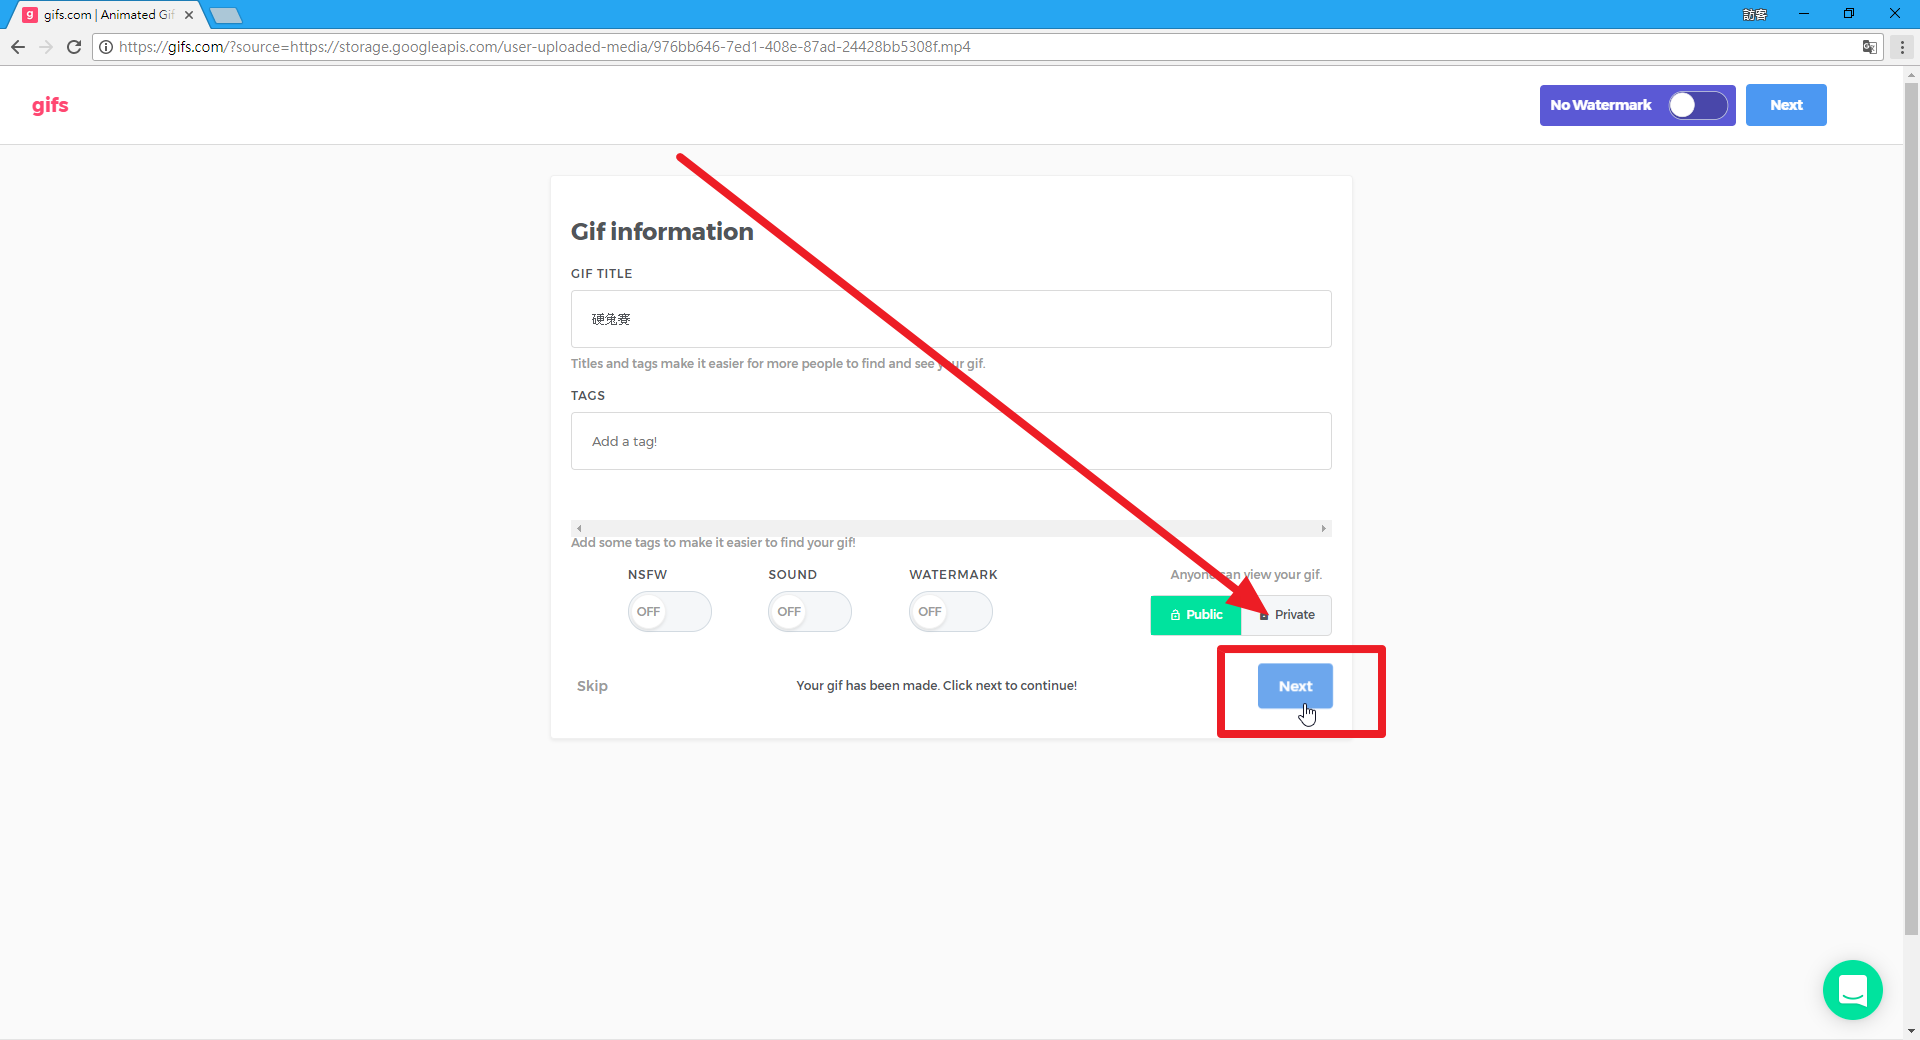 gifs.com | Animated Gif
訪客
https://gifs.com/?source=https://storage.googleapis.com/user-uploaded-media/976bb646-7ed1-408e-87ad-24428bb5308f.mp4
gifs
No Watermark
Next
Gif information
GIF TITLE
硬兔賽
Titles and tags make it easier for more people to find and see your gif.
TAGS
Add a tag!
Add some tags to make it easier to find your gif!
NSFW
SOUND
WATERMARK
Anyone can view your gif.
OFF
OFF
OFF
Public
Private
Skip
Your gif has been made. Click next to continue!
Next